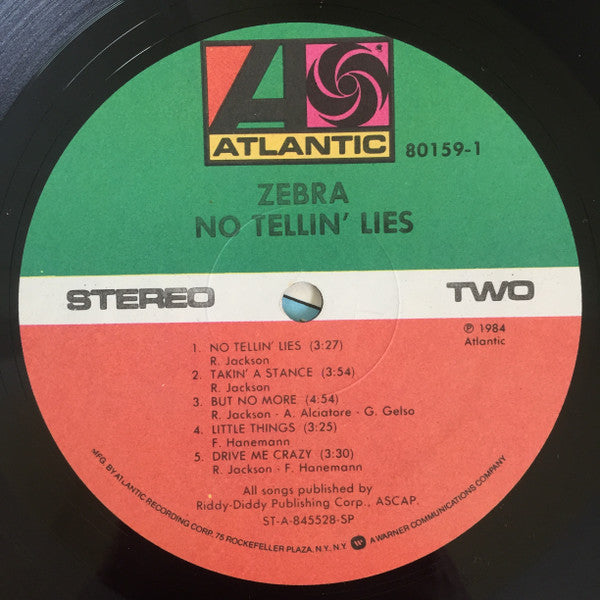 ATLANTIC
80159-1
ZEBRA
NO TELLIN' LIES
STEREO
TWO
℗ 1984
Atlantic
1. NO TELLIN' LIES (3:27)
R. Jackson
2. TAKIN' A STANCE (3:54)
R. Jackson
3. BUT NO MORE (4:54)
R. Jackson · A. Alciatore · G. Gelso
4. LITTLE THINGS (3:25)
F. Hanemann
5. DRIVE ME CRAZY (3:30)
R. Jackson · F. Hanemann
All songs published by
Riddy-Diddy Publishing Corp., ASCAP.
ST-A-845528-SP
MFG. BY ATLANTIC RECORDING CORP., 75 ROCKEFELLER PLAZA, N.Y., N.Y. A WARNER COMMUNICATIONS COMPANY